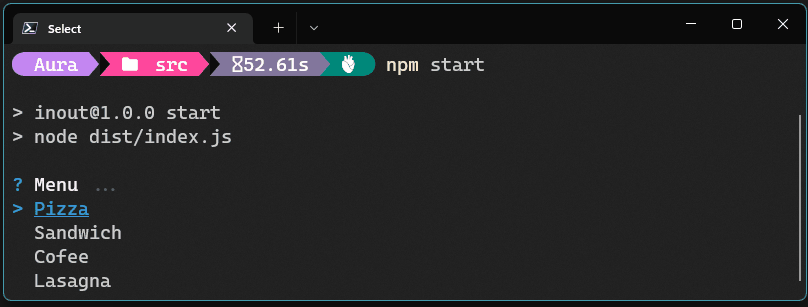 Select
Aura src 52.61s npm start
> inout@1.0.0 start
> node dist/index.js
? Menu ...
> Pizza
Sandwich
Cofee
Lasagna